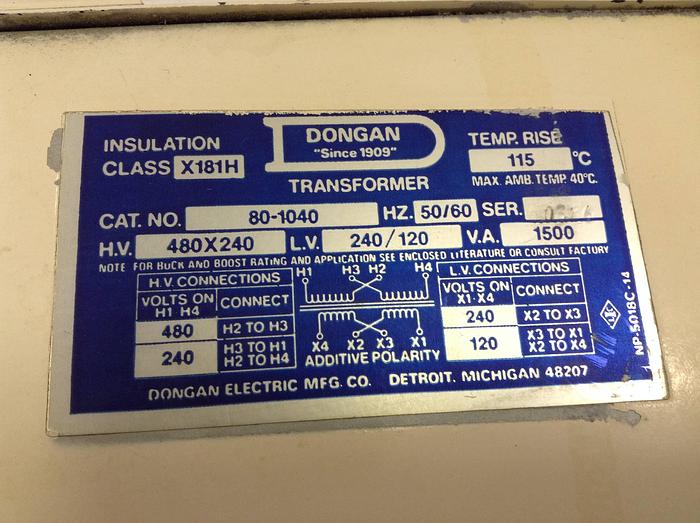 DONGAN
"Since 1909"
TRANSFORMER
INSULATION
CLASS X181H
TEMP. RISE
115 °C
MAX. AMB. TEMP. 40°C.
CAT. NO. 80-1040 HZ. 50/60 SER.
H.V. 480X240 L.V. 240/120 V.A. 1500
NOTE FOR BUCK AND BOOST RATING AND APPLICATION SEE ENCLOSED LITERATURE OR CONSULT FACTORY
H.V. CONNECTIONS
VOLTS ON H1 H4 CONNECT
480 H2 TO H3
240 H3 TO H1
H2 TO H4
H1 H3 H2 H4
X4 X2 X3 X1
ADDITIVE POLARITY
L.V. CONNECTIONS
VOLTS ON X1-X4 CONNECT
240 X2 TO X3
120 X3 TO X1
X2 TO X4
NP-5018C-14
DONGAN ELECTRIC MFG. CO. DETROIT. MICHIGAN 48207